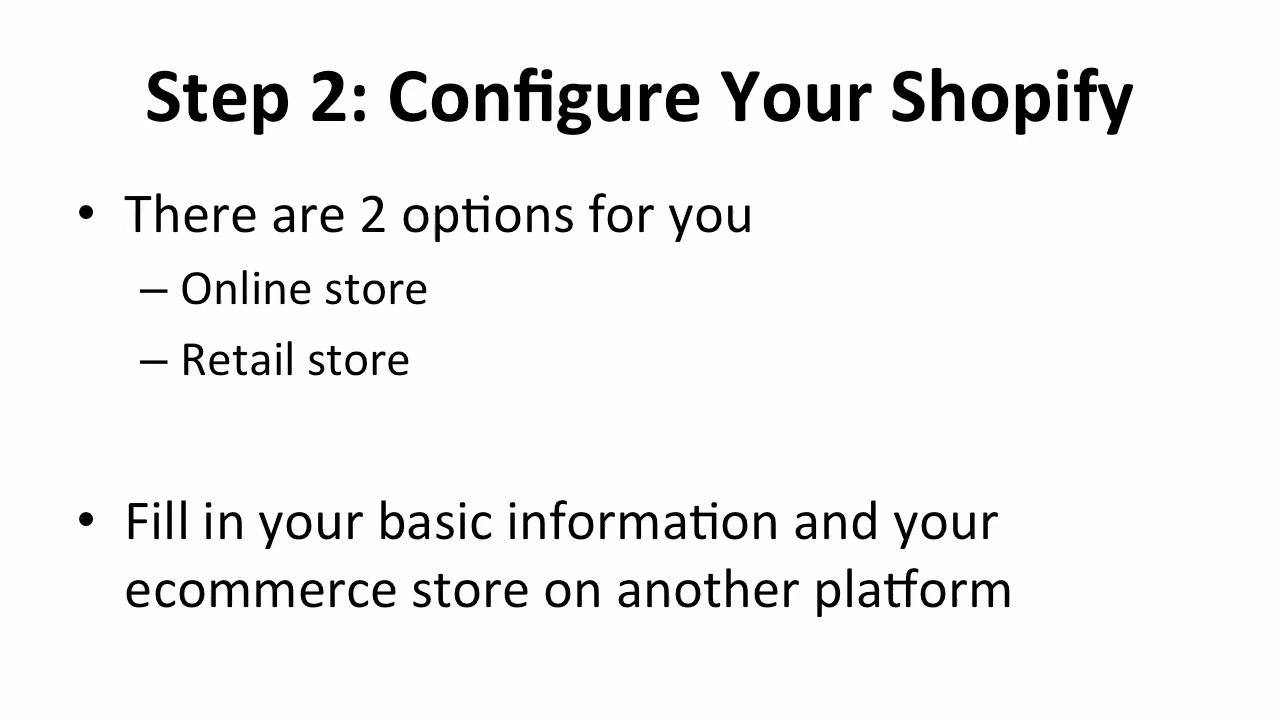 Step 2: Configure Your Shopify
• There are 2 options for you
– Online store
– Retail store
• Fill in your basic information and your
ecommerce store on another platform